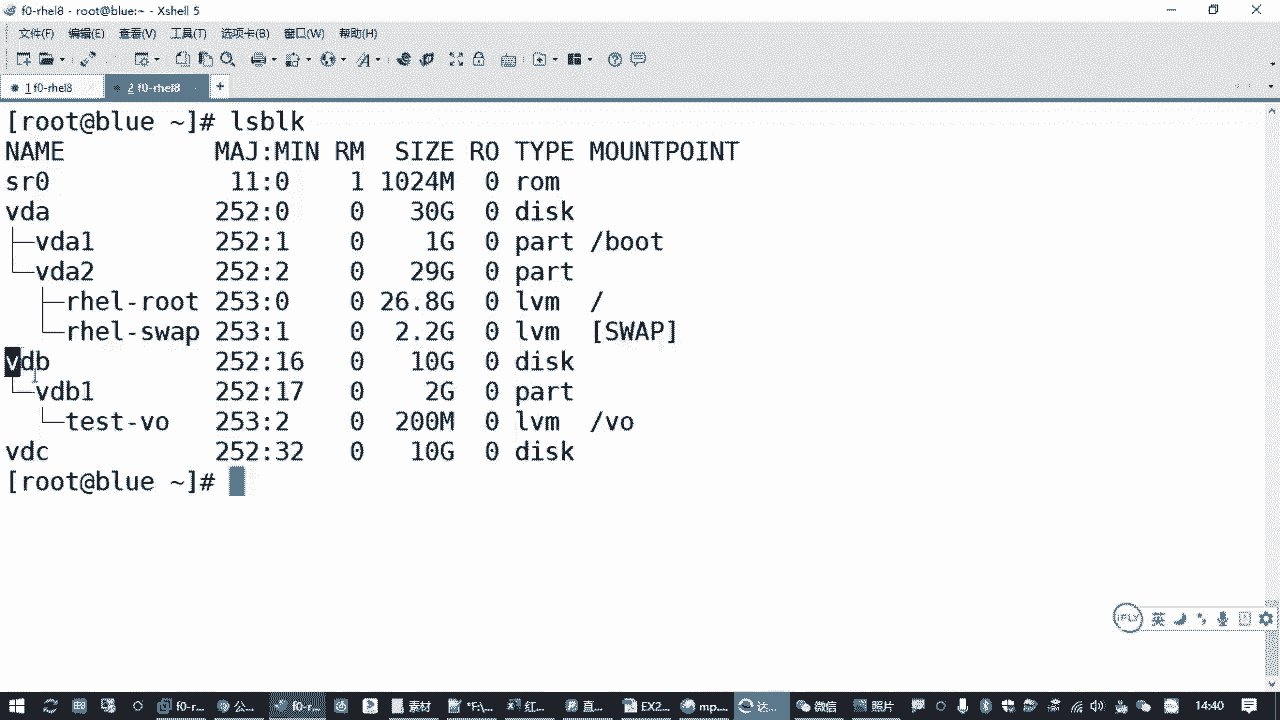 f0-rhel8 - root@blue:~ - Xshell 5
文件(F) 编辑(E) 查看(V) 工具(T) 选项卡(B) 窗口(W) 帮助(H)
1 f0-rhel8 2 f0-rhel8 +
[root@blue ~]# lsblk
NAME MAJ:MIN RM SIZE RO TYPE MOUNTPOINT
sr0 11:0 1 1024M 0 rom
vda 252:0 0 30G 0 disk
├─vda1 252:1 0 1G 0 part /boot
└─vda2 252:2 0 29G 0 part
├─rhel-root 253:0 0 26.8G 0 lvm /
└─rhel-swap 253:1 0 2.2G 0 lvm [SWAP]
vdb 252:16 0 10G 0 disk
└─vdb1 252:17 0 2G 0 part
└─test-vo 253:2 0 200M 0 lvm /vo
vdc 252:32 0 10G 0 disk
[root@blue ~]#
iFLY 英
f0-r... 公... f0-r... 素材 *F:\... 红... 直... EX2... mp... 达... 微信 照片 14:40